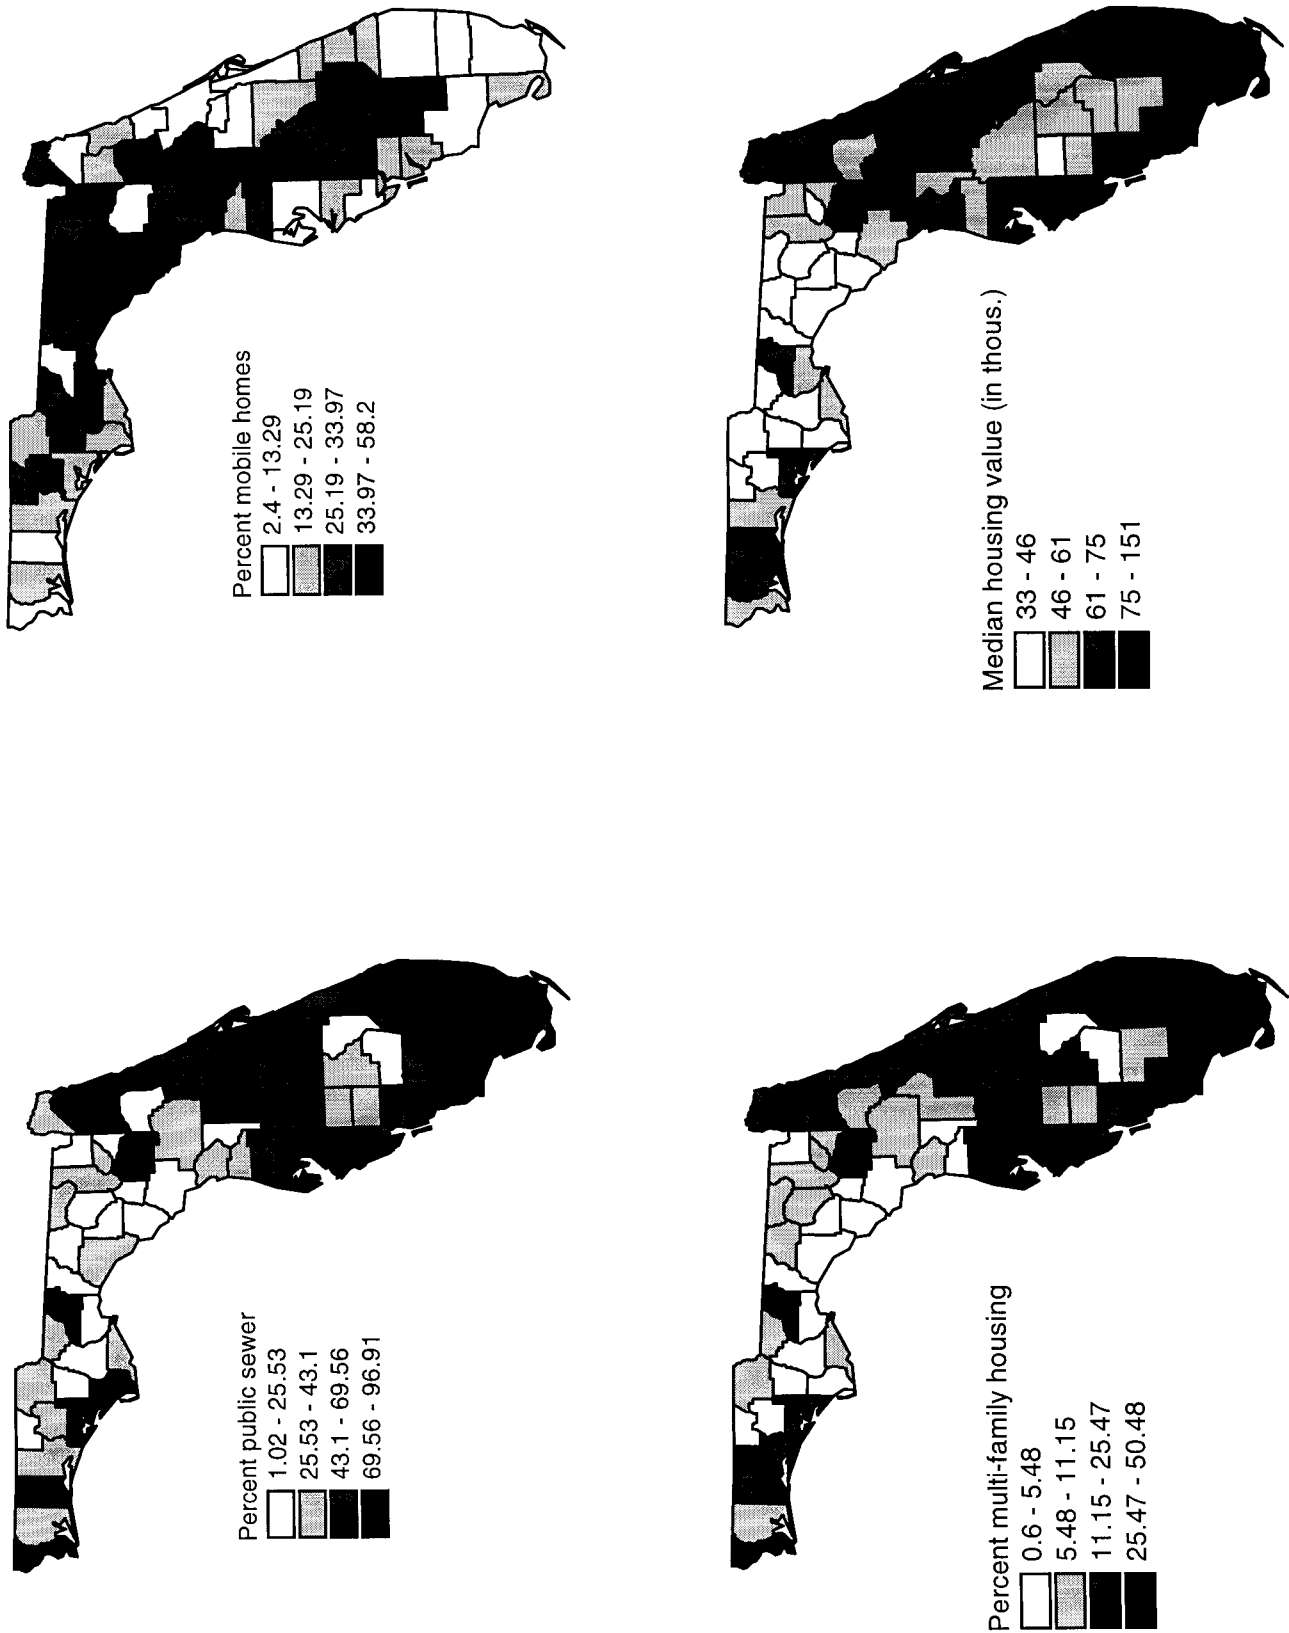 Percent mobile homes
2.4 - 13.29
13.29 - 25.19
25.19 - 33.97
33.97 - 58.2
Median housing value (in thous.)
33 - 46
46 - 61
61 - 75
75 - 151
Percent public sewer
1.02 - 25.53
25.53 - 43.1
43.1 - 69.56
69.56 - 96.91
Percent multi-family housing
0.6 - 5.48
5.48 - 11.15
11.15 - 25.47
25.47 - 50.48